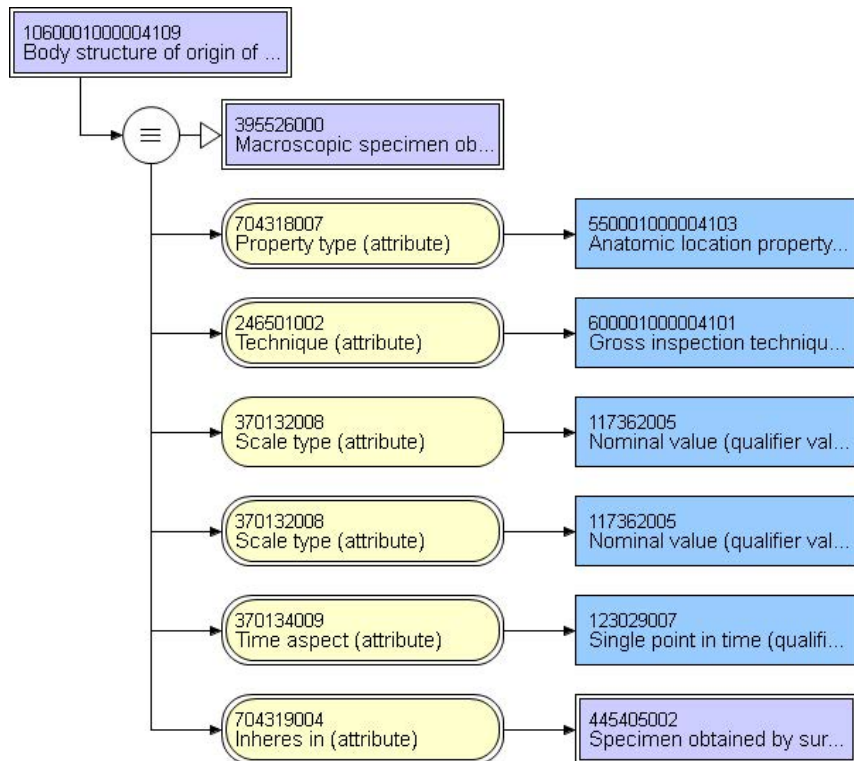 1060001000004109
Body structure of origin of ...
≡
395526000
Macroscopic specimen ob...
704318007
Property type (attribute)
550001000004103
Anatomic location property...
246501002
Technique (attribute)
600001000004101
Gross inspection techniqu...
370132008
Scale type (attribute)
117362005
Nominal value (qualifier val...
370132008
Scale type (attribute)
117362005
Nominal value (qualifier val...
370134009
Time aspect (attribute)
123029007
Single point in time (qualifi...
704319004
Inheres in (attribute)
445405002
Specimen obtained by sur...